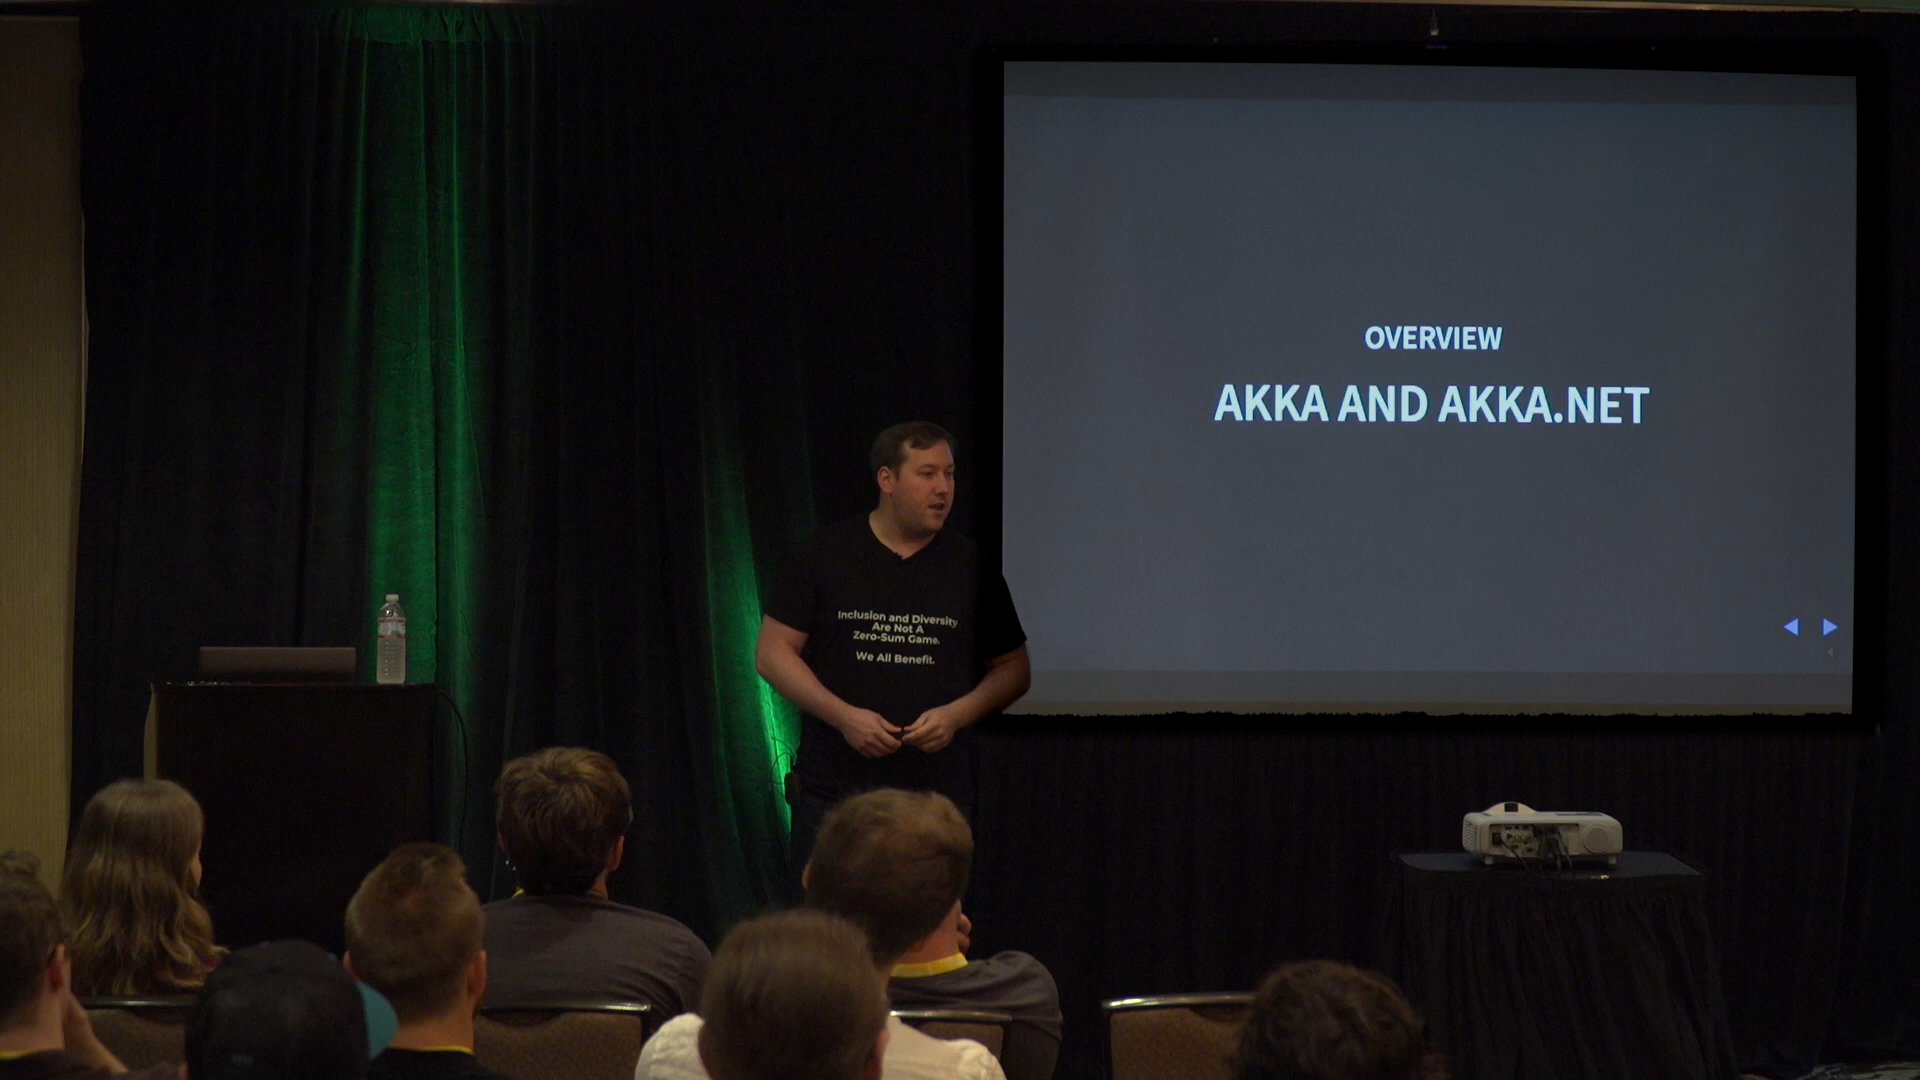 OVERVIEW
AKKA AND AKKA.NET
Inclusion and Diversity
Are Not A
Zero-Sum Game.
We All Benefit.